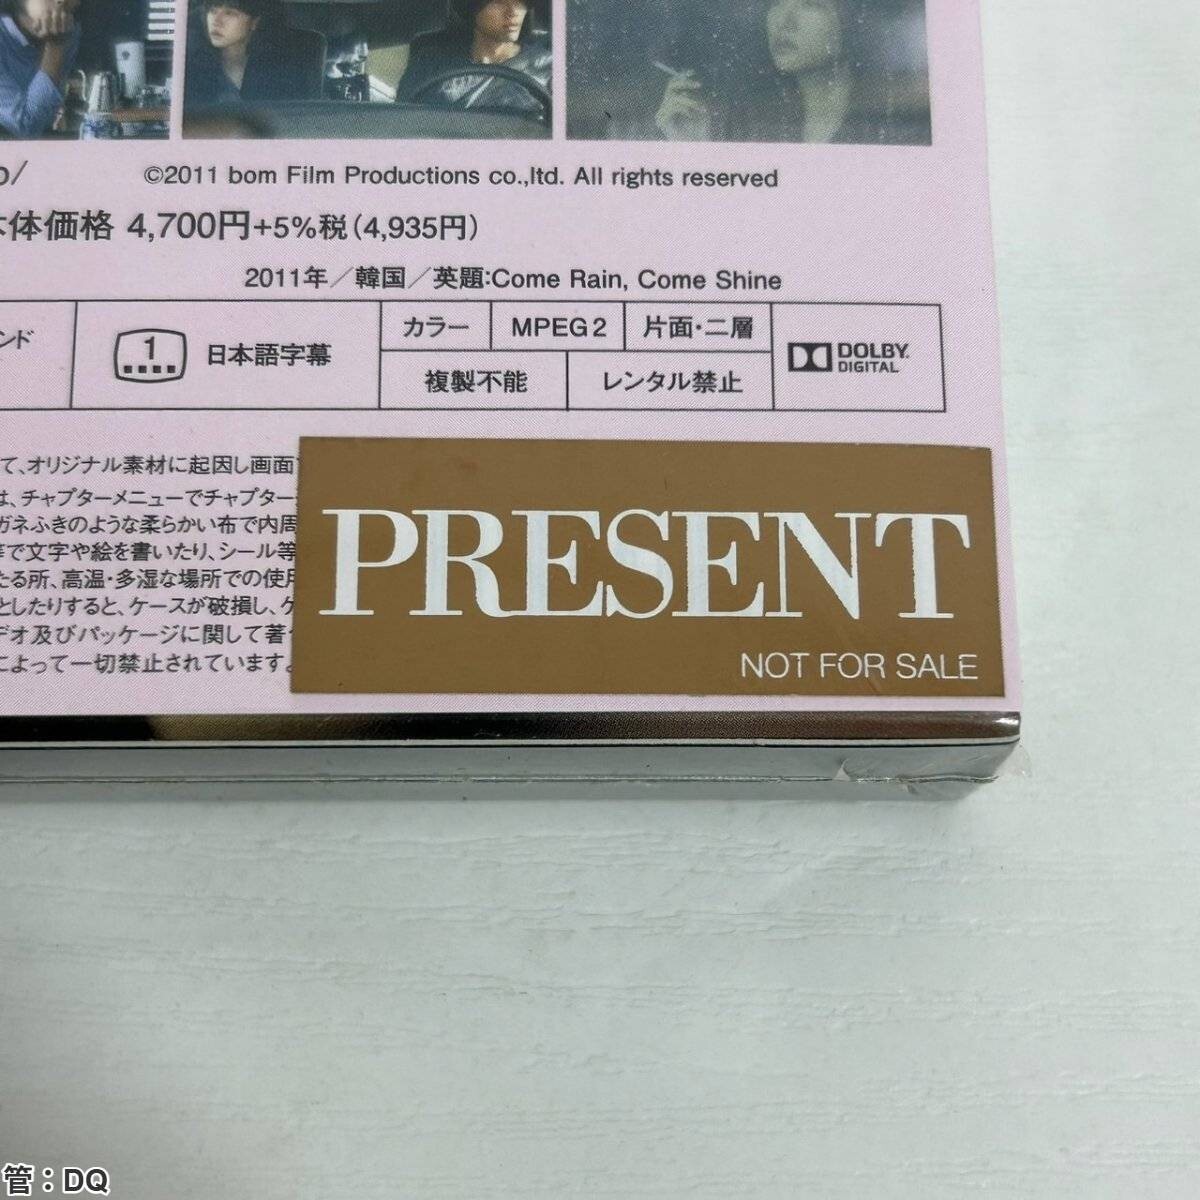 ©2011 bom Film Productions co.,ltd. All rights reserved
本体価格 4,700円+5%税(4,935円)
2011年/韓国/英題:Come Rain, Come Shine
1 日本語字幕
カラー MPEG2 片面・二層
複製不能 レンタル禁止
DOLBY
DIGITAL
て、オリジナル素材に起因し画面
は、チャプターメニューでチャプター
ガネふきのような柔らかい布で内周
等で文字や絵を書いたり、シール等
たる所、高温・多湿な場所での使用
としたりすると、ケースが破損し、ケ
デオ及びパッケージに関して著
によって一切禁止されています。
PRESENT
NOT FOR SALE
管:DQ